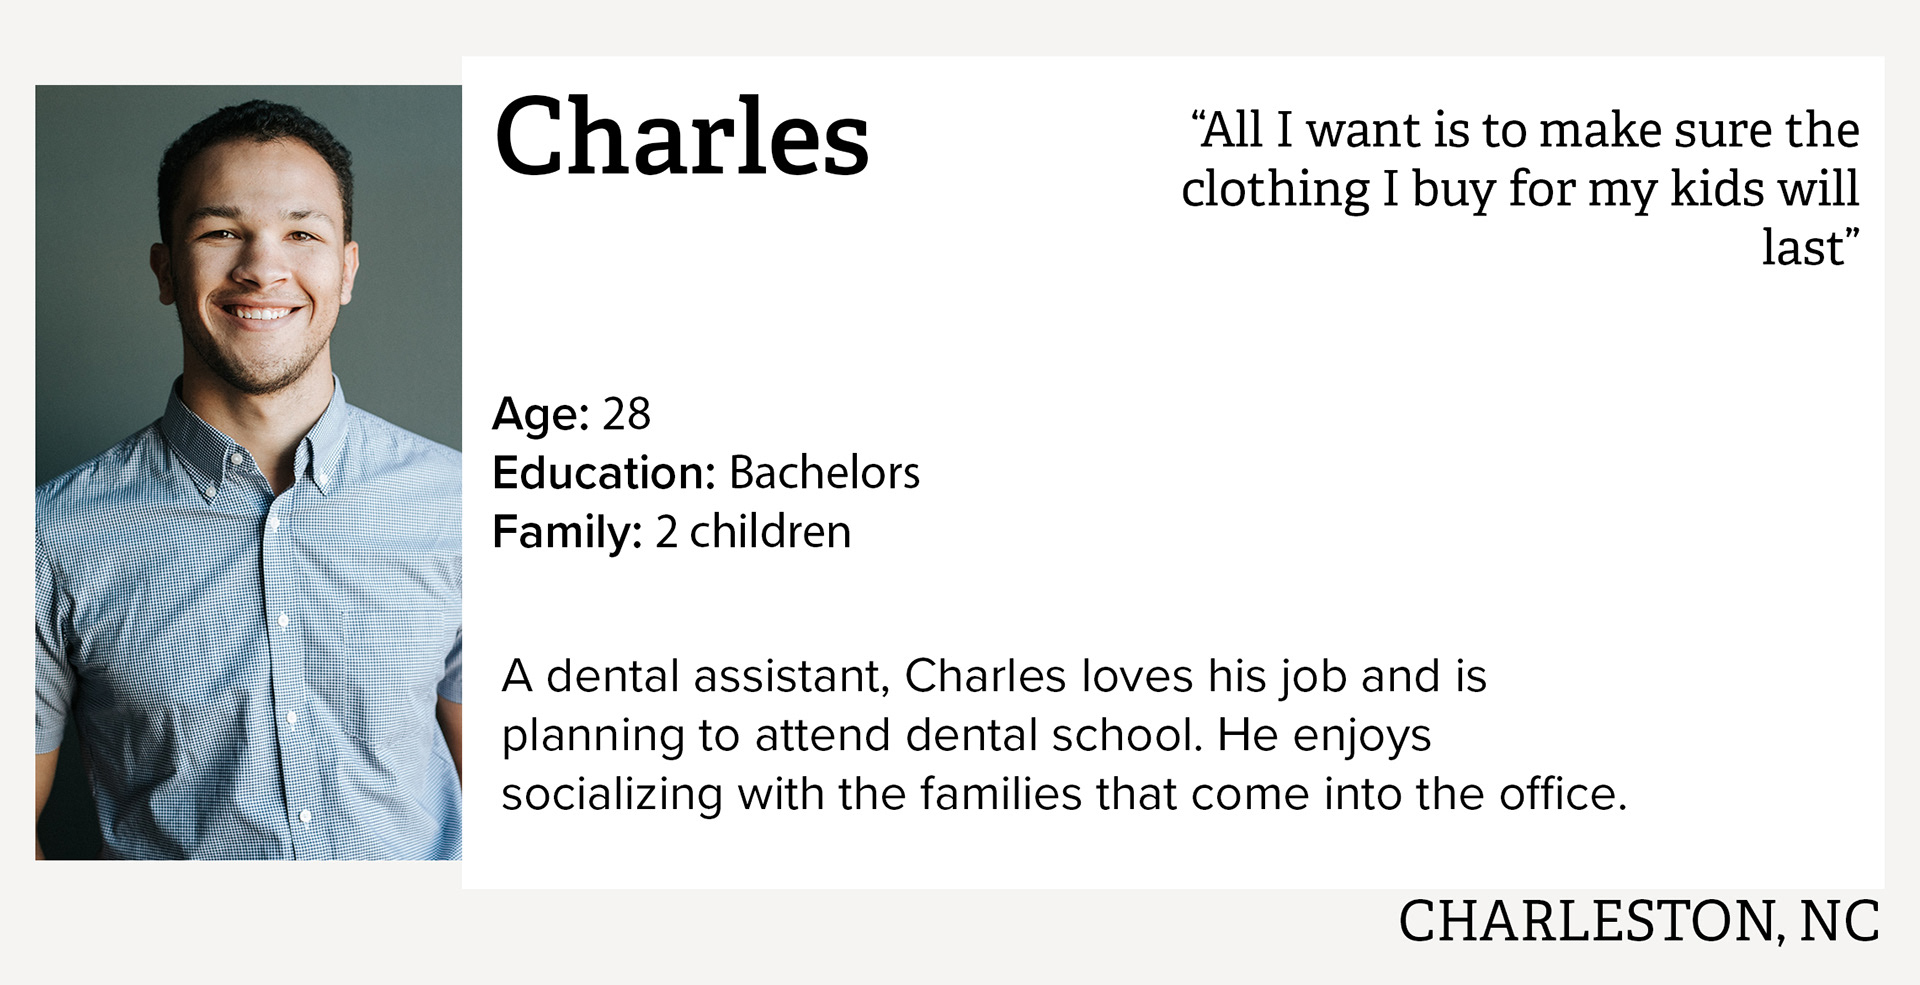 Charles
“All I want is to make sure the
clothing I buy for my kids will
last”
Age: 28
Education: Bachelors
Family: 2 children
A dental assistant, Charles loves his job and is
planning to attend dental school. He enjoys
socializing with the families that come into the office.
CHARLESTON, NC